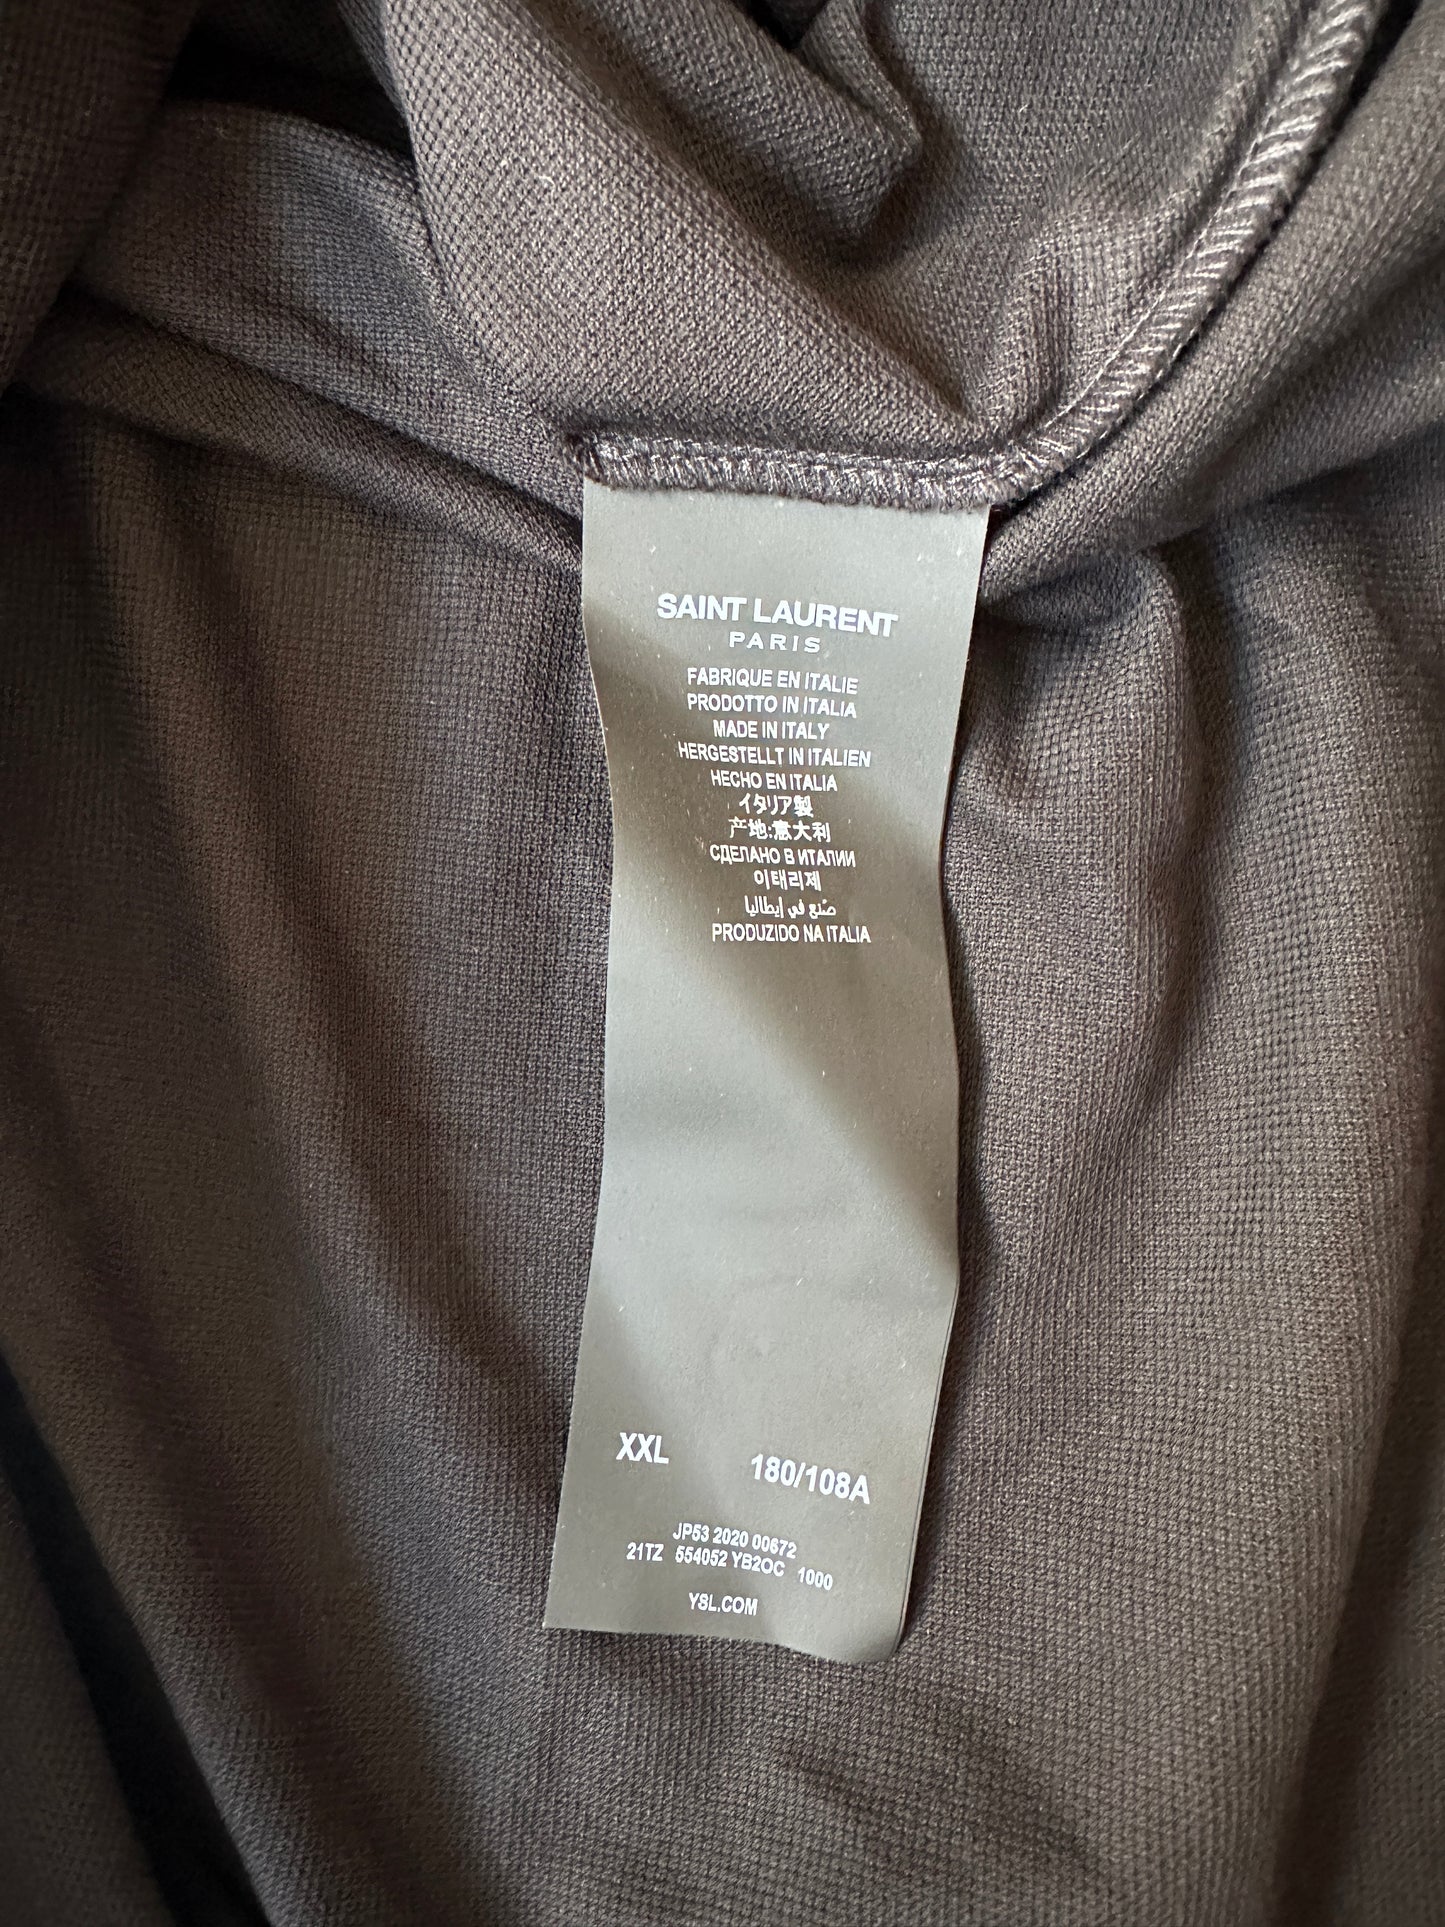 SAINT LAURENT
PARIS
FABRIQUE EN ITALIE
PRODOTTO IN ITALIA
MADE IN ITALY
HERGESTELLT IN ITALIEN
HECHO EN ITALIA
イタリア製
产地:意大利
СДЕЛАНО В ИТАЛИИ
이태리제
صنع في إيطاليا
PRODUZIDO NA ITALIA
XXL 180/108A
JP53 2020 00672
21TZ 554052 YB2OC 1000
YSL.COM